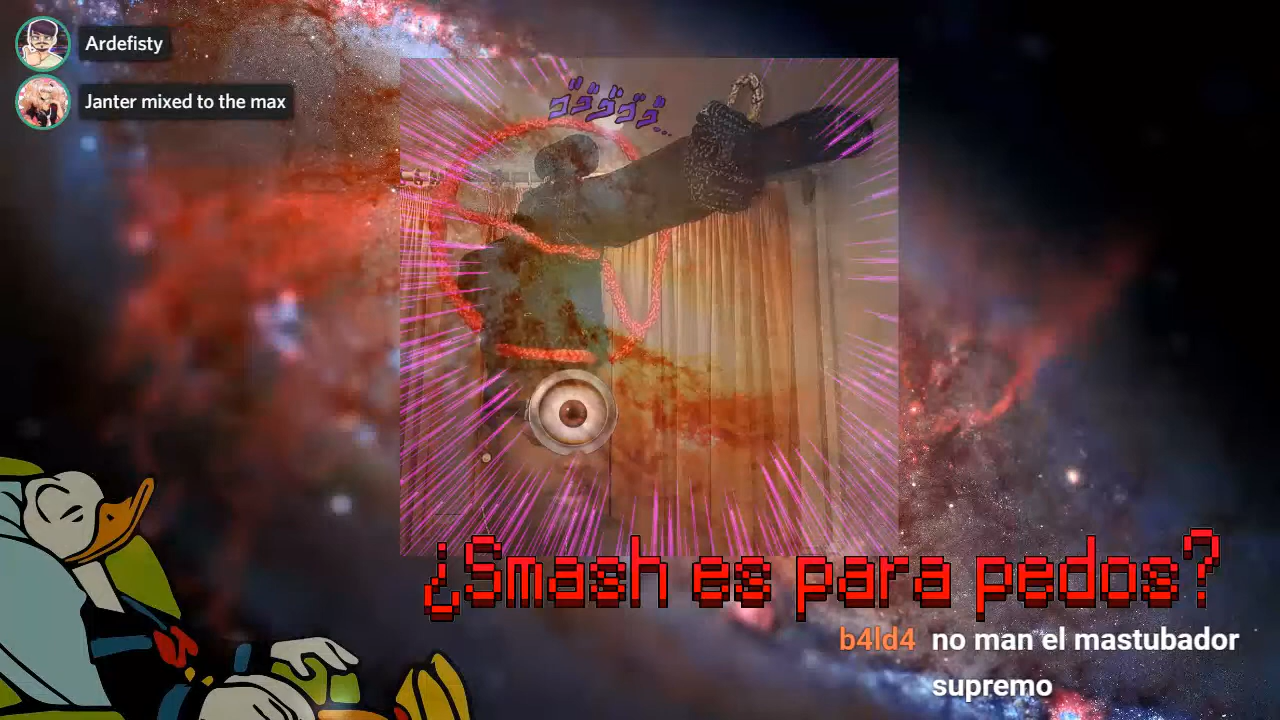 Ardefisty
Janter mixed to the max
ゴゴゴゴゴ...
¿Smash es para pedos?
b4ld4 no man el mastubador
supremo